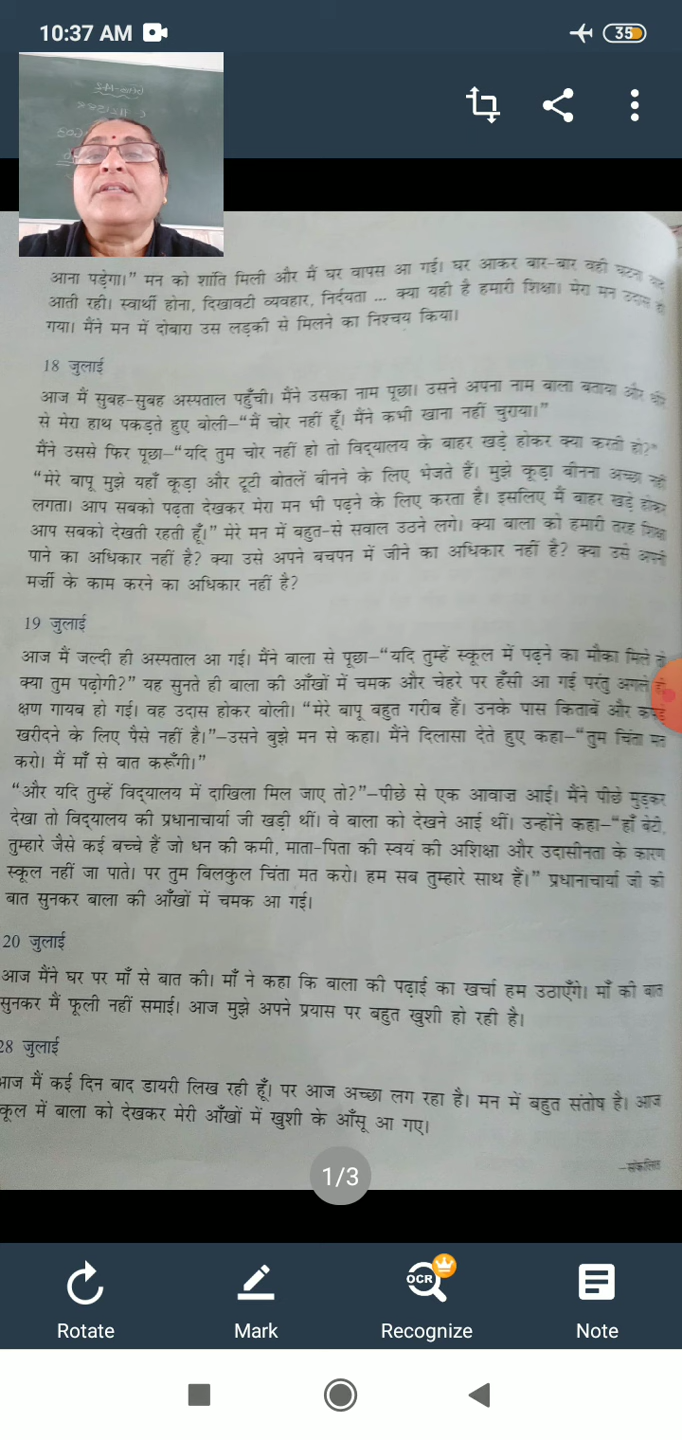 10:37 AM
35
आना पड़ेगा।” मन को शांति मिली और मैं घर वापस आ गई। घर आकर बार-बार वही घटना याद
आती रही। स्वार्थी होना, दिखावटी व्यवहार, निर्दयता ... क्या यही है हमारी शिक्षा। मेरा मन उदास हो
गया। मैंने मन में दोबारा उस लड़की से मिलने का निश्चय किया।
18 जुलाई
आज मैं सुबह-सुबह अस्पताल पहुँची। मैंने उसका नाम पूछा। उसने अपना नाम बाला बताया और धीरे
से मेरा हाथ पकड़ते हुए बोली–“मैं चोर नहीं हूँ। मैंने कभी खाना नहीं चुराया।”
मैंने उससे फिर पूछा–“यदि तुम चोर नहीं हो तो विद्यालय के बाहर खड़े होकर क्या करती हो?”
“मेरे बापू मुझे यहाँ कूड़ा और टूटी बोतलें बीनने के लिए भेजते हैं। मुझे कूड़ा बीनना अच्छा नहीं
लगता। आप सबको पढ़ता देखकर मेरा मन भी पढ़ने के लिए करता है। इसलिए मैं बाहर खड़े होकर
आप सबको देखती रहती हूँ।” मेरे मन में बहुत-से सवाल उठने लगे। क्या बाला को हमारी तरह शिक्षा
पाने का अधिकार नहीं है? क्या उसे अपने बचपन में जीने का अधिकार नहीं है? क्या उसे अपनी
मर्ज़ी के काम करने का अधिकार नहीं है?
19 जुलाई
आज मैं जल्दी ही अस्पताल आ गई। मैंने बाला से पूछा–“यदि तुम्हें स्कूल में पढ़ने का मौका मिले तो
क्या तुम पढ़ोगी?” यह सुनते ही बाला की आँखों में चमक और चेहरे पर हँसी आ गई परंतु अगले ही
क्षण गायब हो गई। वह उदास होकर बोली। “मेरे बापू बहुत गरीब हैं। उनके पास किताबें और कपड़े
खरीदने के लिए पैसे नहीं है।”–उसने बुझे मन से कहा। मैंने दिलासा देते हुए कहा–“तुम चिंता मत
करो। मैं माँ से बात करूँगी।”
“और यदि तुम्हें विद्यालय में दाखिला मिल जाए तो?”–पीछे से एक आवाज़ आई। मैंने पीछे मुड़कर
देखा तो विद्यालय की प्रधानाचार्या जी खड़ी थीं। वे बाला को देखने आई थीं। उन्होंने कहा–“हाँ बेटी,
तुम्हारे जैसे कई बच्चे हैं जो धन की कमी, माता-पिता की स्वयं की अशिक्षा और उदासीनता के कारण
स्कूल नहीं जा पाते। पर तुम बिलकुल चिंता मत करो। हम सब तुम्हारे साथ हैं।” प्रधानाचार्या जी की
बात सुनकर बाला की आँखों में चमक आ गई।
20 जुलाई
आज मैंने घर पर माँ से बात की। माँ ने कहा कि बाला की पढ़ाई का खर्चा हम उठाएँगे। माँ की बात
सुनकर मैं फूली नहीं समाई। आज मुझे अपने प्रयास पर बहुत खुशी हो रही है।
28 जुलाई
आज मैं कई दिन बाद डायरी लिख रही हूँ। पर आज अच्छा लग रहा है। मन में बहुत संतोष है। आज
कूल में बाला को देखकर मेरी आँखों में खुशी के आँसू आ गए।
–संकलित
1/3
OCR
Rotate
Mark
Recognize
Note